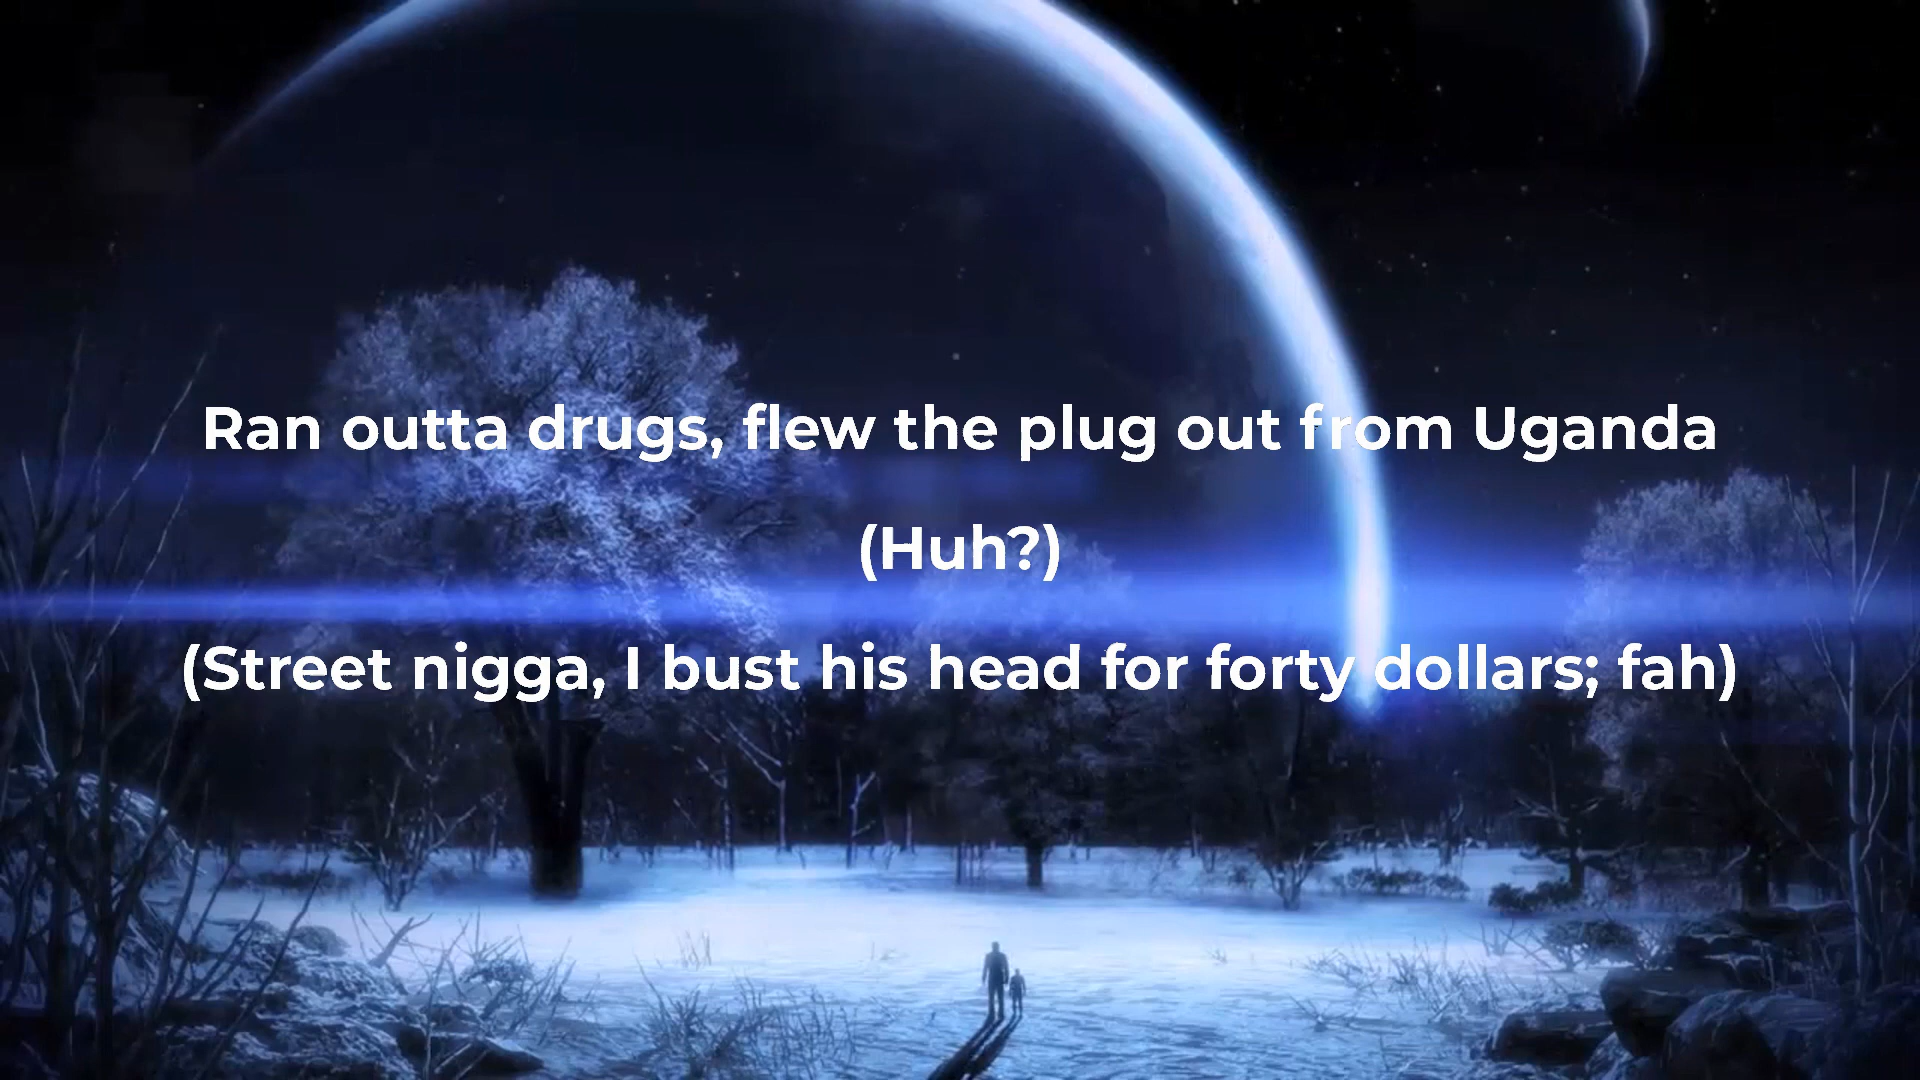 Ran outta drugs, flew the plug out from Uganda
(Huh?)
(Street nigga, I bust his head for forty dollars; fah)